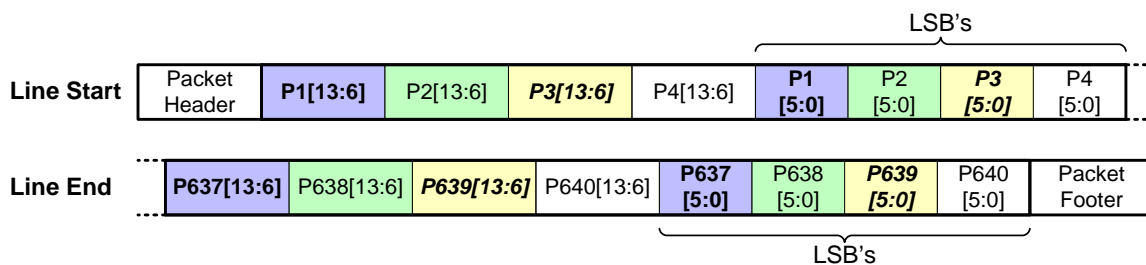 LSB's
Line Start
Packet Header
P1[13:6]
P2[13:6]
P3[13:6]
P4[13:6]
P1 [5:0]
P2 [5:0]
P3 [5:0]
P4 [5:0]
Line End
P637[13:6]
P638[13:6]
P639[13:6]
P640[13:6]
P637 [5:0]
P638 [5:0]
P639 [5:0]
P640 [5:0]
Packet Footer
LSB's